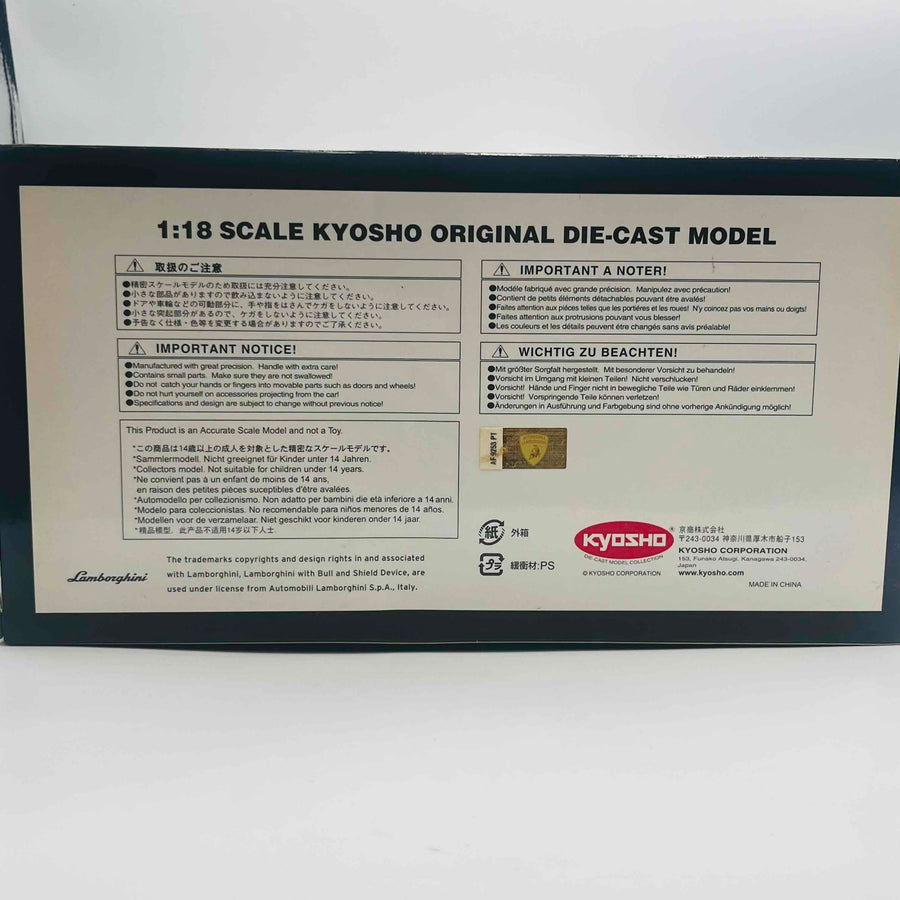 1:18 SCALE KYOSHO ORIGINAL DIE-CAST MODEL
取扱のご注意
●精密スケールモデルのため取扱には充分注意してください。
●小さな部品がありますので飲み込まないように注意してください。
●ドアや車輪などの可動部分に、手や指をはさんでケガをしないように注意してください。
●小さな突起部分があるので、ケガをしないように注意してください。
●予告なく仕様・色等を変更する場合がありますのでご了承ください。
IMPORTANT NOTICE!
●Manufactured with great precision. Handle with extra care!
●Contains small parts. Make sure they are not swallowed!
●Do not catch your hands or fingers into movable parts such as doors and wheels!
●Do not hurt yourself on accessories projecting from the car!
●Specifications and design are subject to change without previous notice!
This Product is an Accurate Scale Model and not a Toy.
*この商品は14歳以上の成人を対象とした精密なスケールモデルです。
*Sammlermodell. Nicht geeignet für Kinder unter 14 Jahren.
*Collectors model. Not suitable for children under 14 years.
*Ne convient pas à un enfant de moins de 14 ans,
en raison des petites pièces suceptibles d'être avalées.
*Automodello per collezionismo. Non adatto per bambini die età inferiore a 14 anni.
*Modelo para coleccionistas. No recomendable para niños menores de 14 años.
*Modellen voor de verzamelaar. Niet geschikt voor kinderen onder 14 jaar.
*精品模型. 此产品不适用14岁以下人士.
IMPORTANT A NOTER!
●Modéle fabriqué avec grande précision. Manipulez avec précaution!
●Contient de petits éléments détachables pouvant être avalés!
●Faites attention aux pièces telles que les portiéres et les roues! N'y coincez pas vos mains ou doigts!
●Faites attention aux protrusions pouvant vous blesser!
●Les couleurs et les détails peuvent être changés sans avis préalable!
WICHTIG ZU BEACHTEN!
●Mit größter Sorgfalt hergestellt. Mit besonderer Vorsicht zu behandeln!
●Vorsicht im Umgang mit kleinen Teilen! Nicht verschlucken!
●Vorsicht! Hände und Finger nicht in bewegliche Teile wie Türen und Räder einklemmen!
●Vorsicht! Vorspringende Teile können verletzen!
●Änderungen in Ausführung und Farbgebung sind ohne vorherige Ankündigung möglich!
AF 9258 PT
Lamborghini
The trademarks copyrights and design rights in and associated
with Lamborghini, Lamborghini with Bull and Shield Device, are
used under license from Automobili Lamborghini S.p.A., Italy.
紙 外箱
プラ 緩衝材:PS
KYOSHO®
DIE-CAST MODEL COLLECTION
© KYOSHO CORPORATION
京商株式会社
〒243-0034 神奈川県厚木市船子153
KYOSHO CORPORATION
153, Funako Atsugi, Kanagawa 243-0034,
Japan
www.kyosho.com
MADE IN CHINA